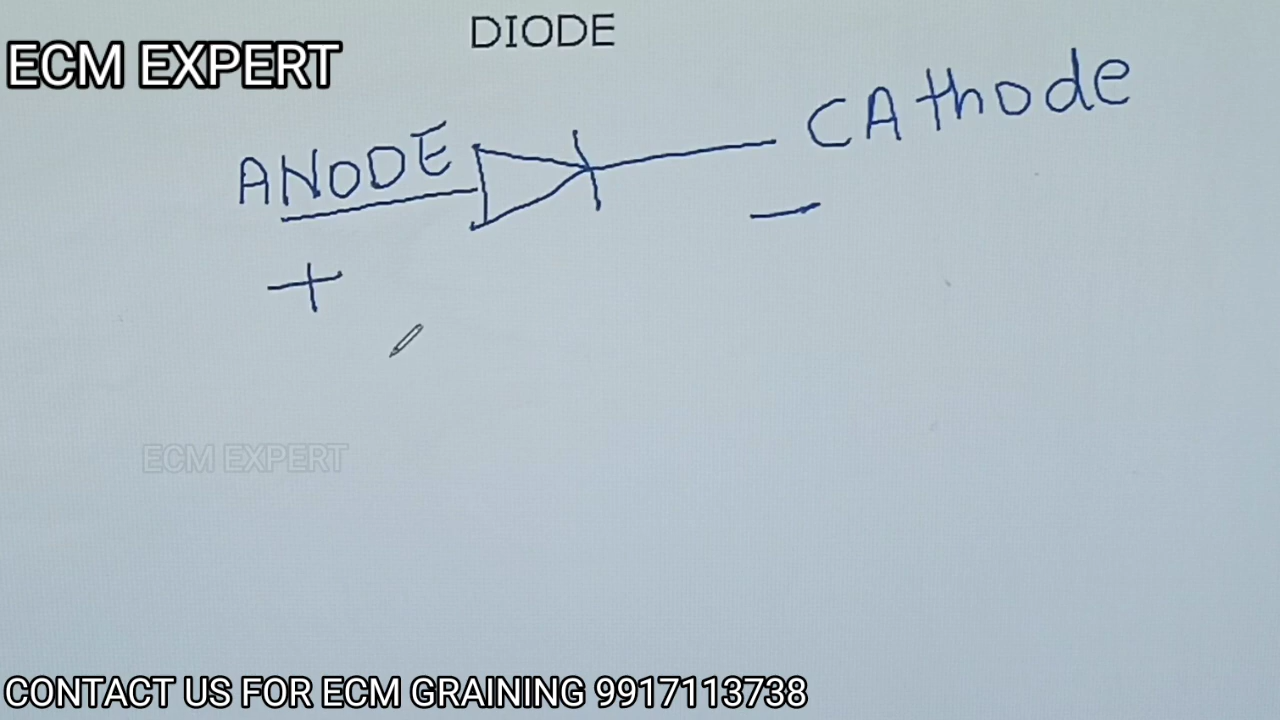 DIODE
ECM EXPERT
ANODE
CAthode
+
−
ECM EXPERT
CONTACT US FOR ECM GRAINING 9917113738